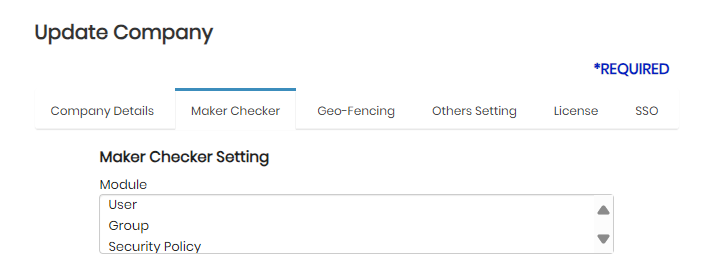 Update Company
*REQUIRED
Company Details Maker Checker Geo-Fencing Others Setting License SSO
Maker Checker Setting
Module
User
Group
Security Policy